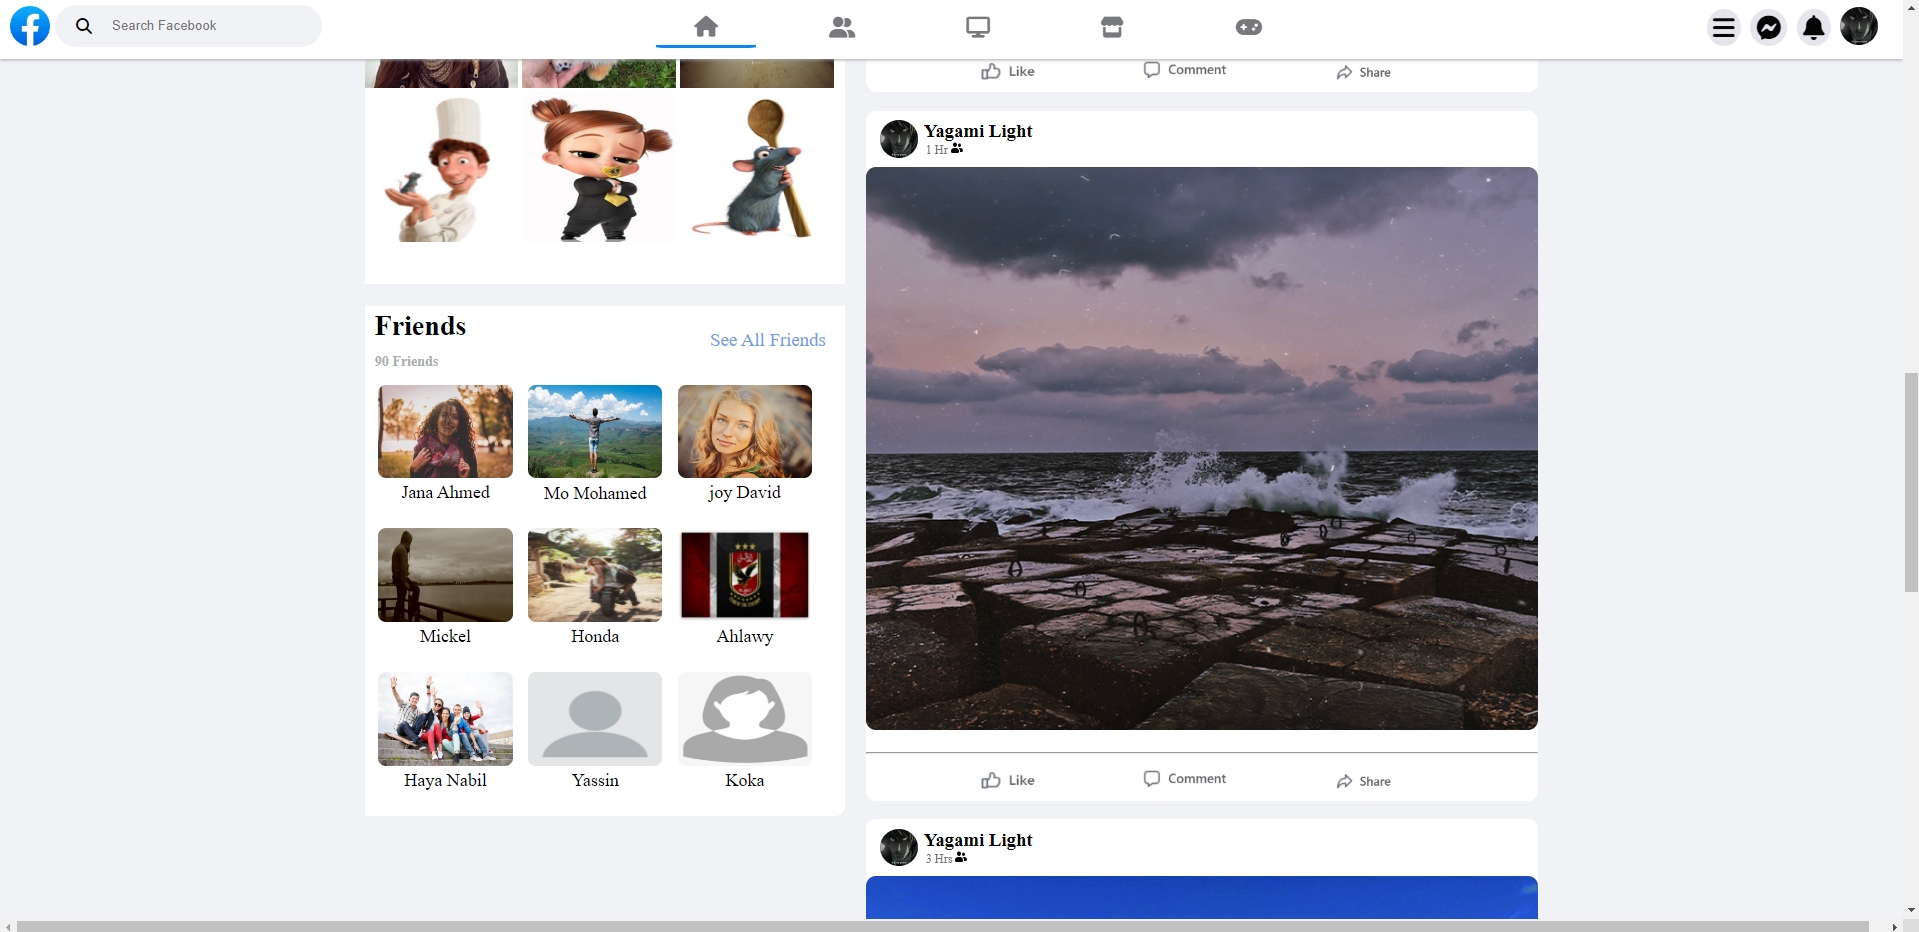 Search Facebook
Like
Comment
Share
Yagami Light
1 Hr
Friends
See All Friends
90 Friends
Jana Ahmed
Mo Mohamed
joy David
Mickel
Honda
Ahlawy
Haya Nabil
Yassin
Koka
Like
Comment
Share
Yagami Light
3 Hrs